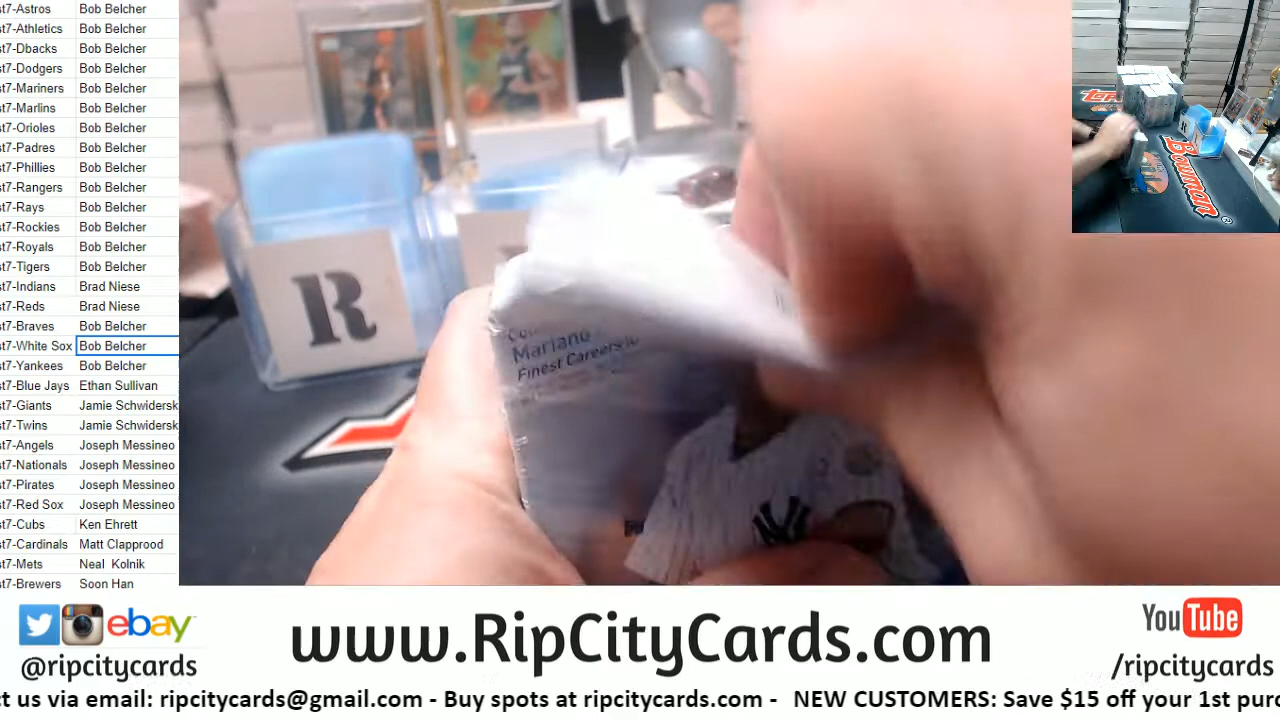 st7-Astros Bob Belcher
st7-Athletics Bob Belcher
st7-Dbacks Bob Belcher
st7-Dodgers Bob Belcher
st7-Mariners Bob Belcher
st7-Marlins Bob Belcher
st7-Orioles Bob Belcher
st7-Padres Bob Belcher
st7-Phillies Bob Belcher
st7-Rangers Bob Belcher
st7-Rays Bob Belcher
st7-Rockies Bob Belcher
st7-Royals Bob Belcher
st7-Tigers Bob Belcher
st7-Indians Brad Niese
st7-Reds Brad Niese
st7-Braves Bob Belcher
st7-White Sox Bob Belcher
st7-Yankees Bob Belcher
st7-Blue Jays Ethan Sullivan
st7-Giants Jamie Schwidersk
st7-Twins Jamie Schwidersk
st7-Angels Joseph Messineo
st7-Nationals Joseph Messineo
st7-Pirates Joseph Messineo
st7-Red Sox Joseph Messineo
st7-Cubs Ken Ehrett
st7-Cardinals Matt Clapprood
st7-Mets Neal Kolnik
st7-Brewers Soon Han
R
Mariano
Finest Careers
NY
Bowman
ebay
@ripcitycards
www.RipCityCards.com
YouTube
/ripcitycards
ct us via email: ripcitycards@gmail.com - Buy spots at ripcitycards.com - NEW CUSTOMERS: Save $15 off your 1st purc